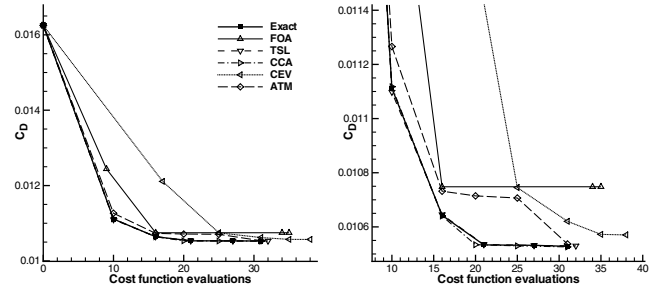 0.016
0.014
0.012
0.01
C_D
0 10 20 30
Cost function evaluations
Exact
FOA
TSL
CCA
CEV
ATM
0.0114
0.0112
0.011
0.0108
0.0106
C_D
10 15 20 25 30 35 40
Cost function evaluations